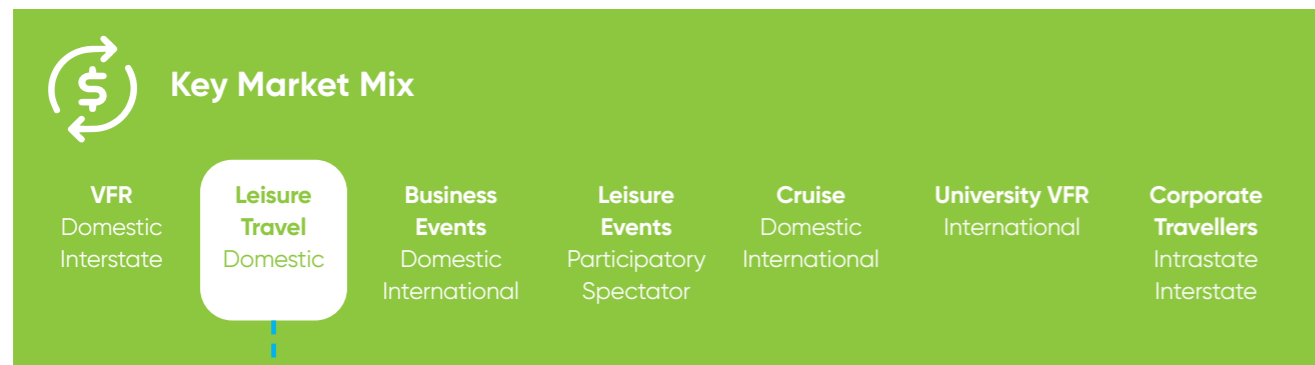 $
Key Market Mix
VFR
Domestic
Interstate
Leisure
Travel
Domestic
Business
Events
Domestic
International
Leisure
Events
Participatory
Spectator
Cruise
Domestic
International
University VFR
International
Corporate
Travellers
Intrastate
Interstate